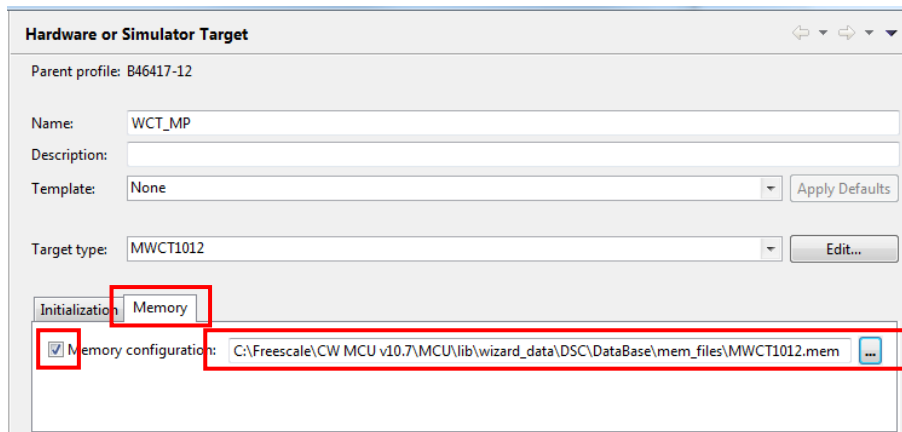 Hardware or Simulator Target
Parent profile: B46417-12
Name: WCT_MP
Description:
Template: None Apply Defaults
Target type: MWCT1012 Edit...
Initialization Memory
Memory configuration: C:\Freescale\CW MCU v10.7\MCU\lib\wizard_data\DSC\DataBase\mem_files\MWCT1012.mem ...